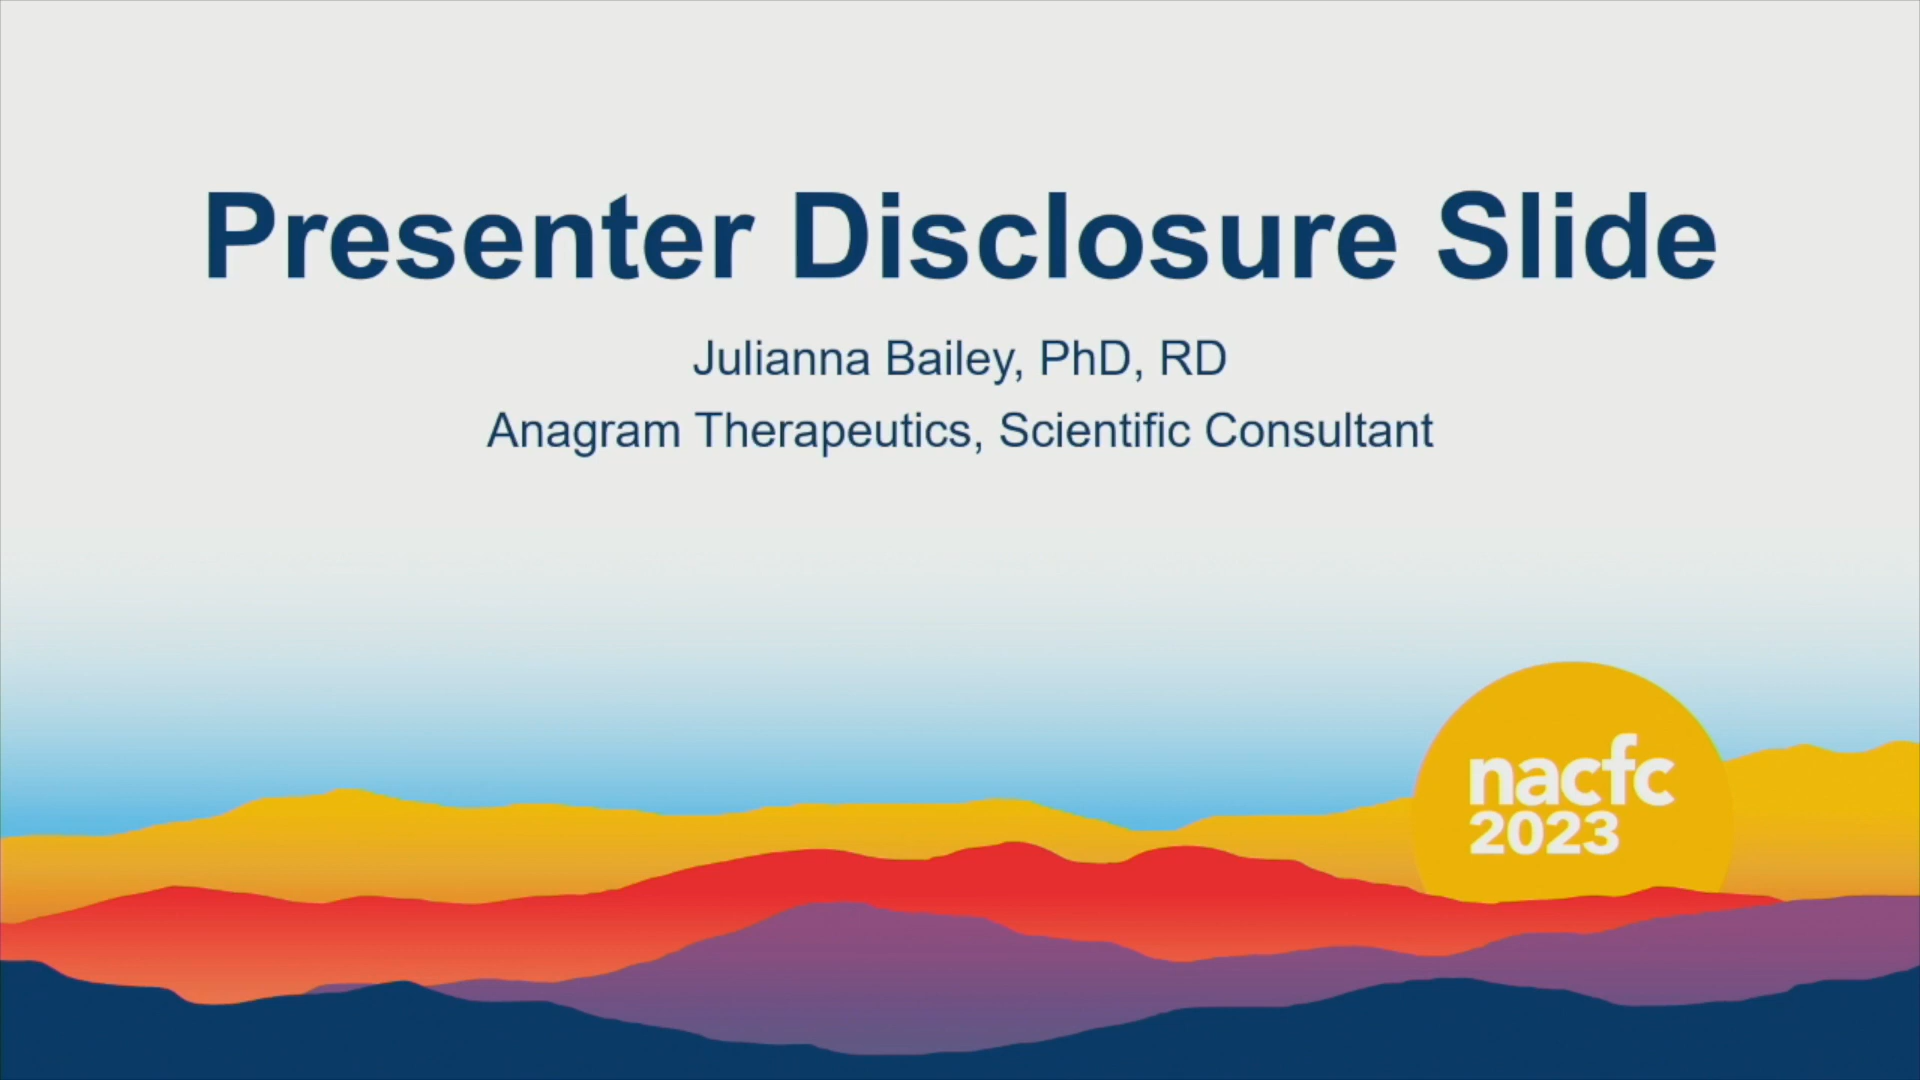 Presenter Disclosure Slide
Julianna Bailey, PhD, RD
Anagram Therapeutics, Scientific Consultant
nacfc
2023